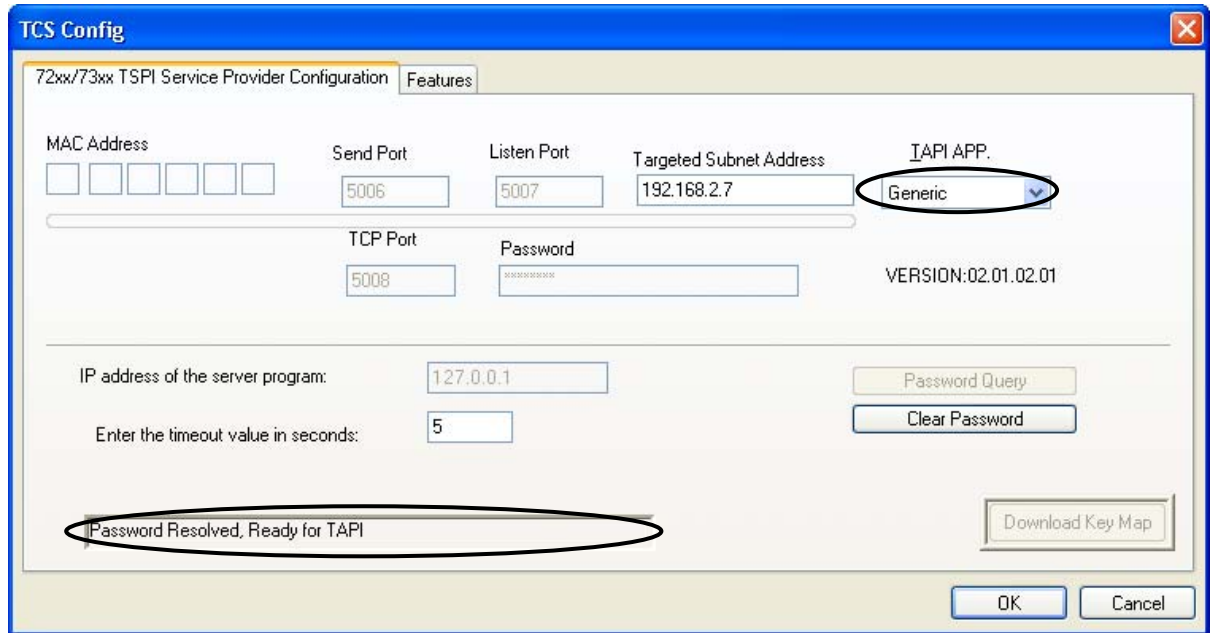 TCS Config
72xx/73xx TSPI Service Provider Configuration Features
MAC Address Send Port Listen Port Targeted Subnet Address TAPI APP.
5006 5007 192.168.2.7 Generic
TCP Port Password
5008 ******** VERSION:02.01.02.01
IP address of the server program: 127.0.0.1 Password Query
Enter the timeout value in seconds: 5 Clear Password
Password Resolved, Ready for TAPI Download Key Map
OK Cancel